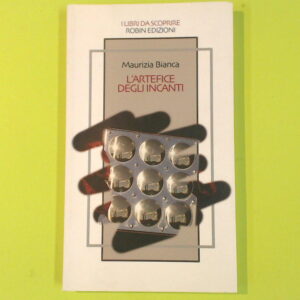 I LIBRI DA SCOPRIRE
ROBIN EDIZIONI
Maurizia Bianca
L'ARTEFICE
DEGLI INCANTI